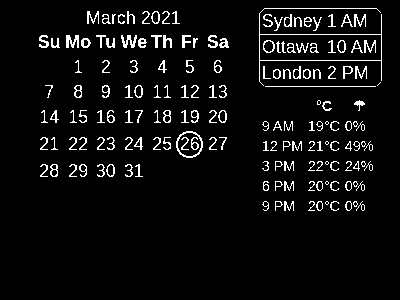 March 2021
Su Mo Tu We Th Fr Sa
1 2 3 4 5 6
7 8 9 10 11 12 13
14 15 16 17 18 19 20
21 22 23 24 25 26 27
28 29 30 31
Sydney 1 AM
Ottawa 10 AM
London 2 PM
°C ☂
9 AM 19°C 0%
12 PM 21°C 49%
3 PM 22°C 24%
6 PM 20°C 0%
9 PM 20°C 0%